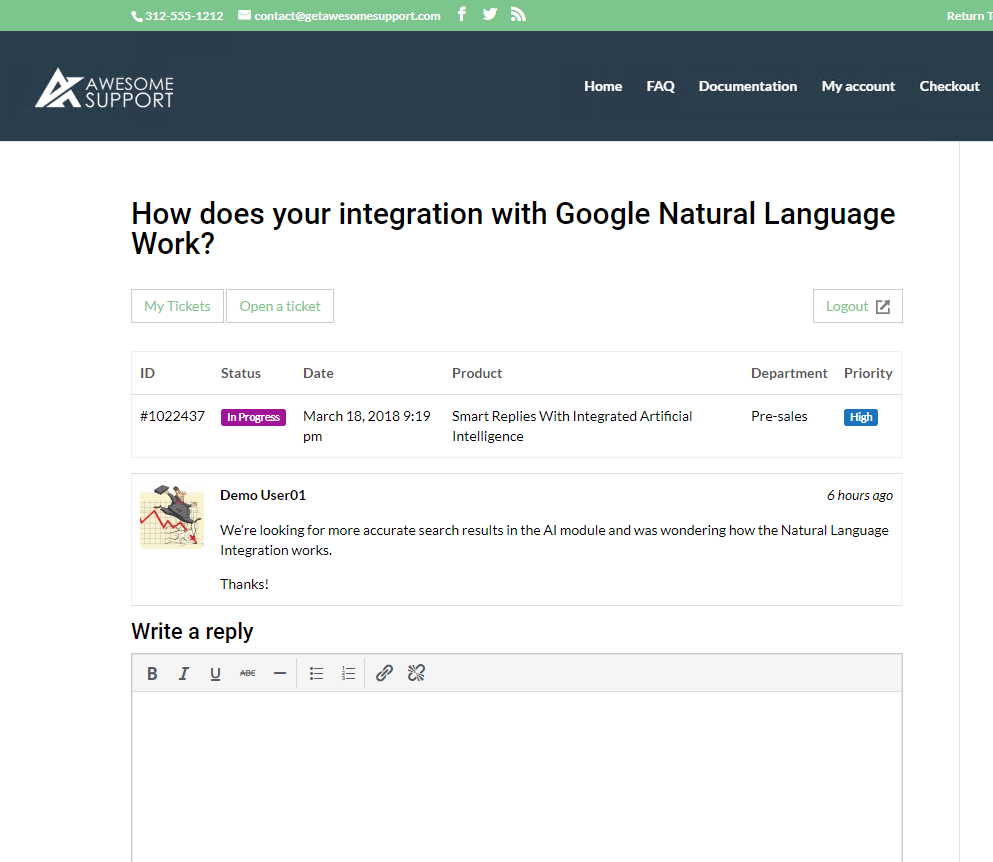 312-555-1212 contact@getawesomesupport.com Return T
AWESOME
SUPPORT
Home FAQ Documentation My account Checkout
How does your integration with Google Natural Language
Work?
My Tickets Open a ticket Logout
ID Status Date Product Department Priority
#1022437 In Progress March 18, 2018 9:19 Smart Replies With Integrated Artificial Pre-sales High
pm Intelligence
Demo User01 6 hours ago
We're looking for more accurate search results in the AI module and was wondering how the Natural Language
Integration works.
Thanks!
Write a reply
B I U ABC